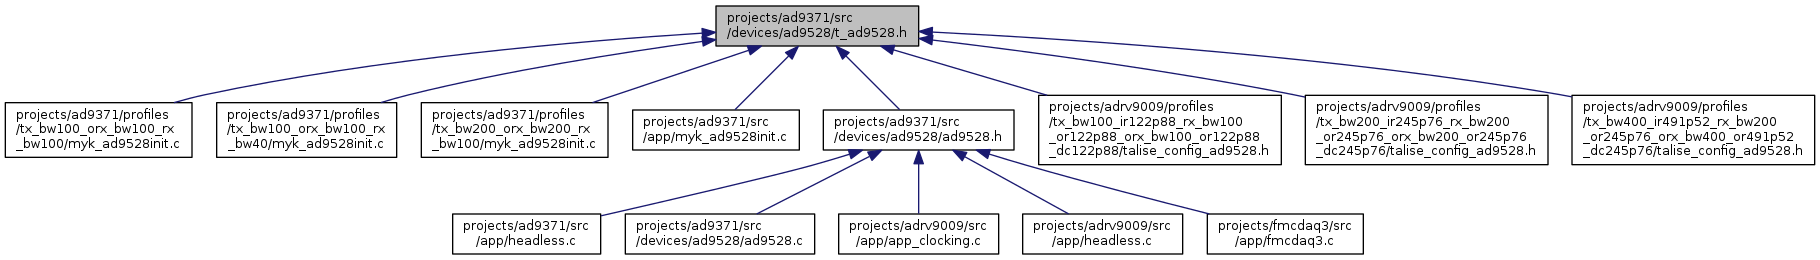 projects/ad9371/src
/devices/ad9528/t_ad9528.h
projects/ad9371/profiles
/tx_bw100_orx_bw100_rx
_bw100/myk_ad9528init.c
projects/ad9371/profiles
/tx_bw100_orx_bw100_rx
_bw40/myk_ad9528init.c
projects/ad9371/profiles
/tx_bw200_orx_bw200_rx
_bw100/myk_ad9528init.c
projects/ad9371/src
/app/myk_ad9528init.c
projects/ad9371/src
/devices/ad9528/ad9528.h
projects/adrv9009/profiles
/tx_bw100_ir122p88_rx_bw100
_or122p88_orx_bw100_or122p88
_dc122p88/talise_config_ad9528.h
projects/adrv9009/profiles
/tx_bw200_ir245p76_rx_bw200
_or245p76_orx_bw200_or245p76
_dc245p76/talise_config_ad9528.h
projects/adrv9009/profiles
/tx_bw400_ir491p52_rx_bw200
_or245p76_orx_bw400_or491p52
_dc245p76/talise_config_ad9528.h
projects/ad9371/src
/app/headless.c
projects/ad9371/src
/devices/ad9528/ad9528.c
projects/adrv9009/src
/app/app_clocking.c
projects/adrv9009/src
/app/headless.c
projects/fmcdaq3/src
/app/fmcdaq3.c